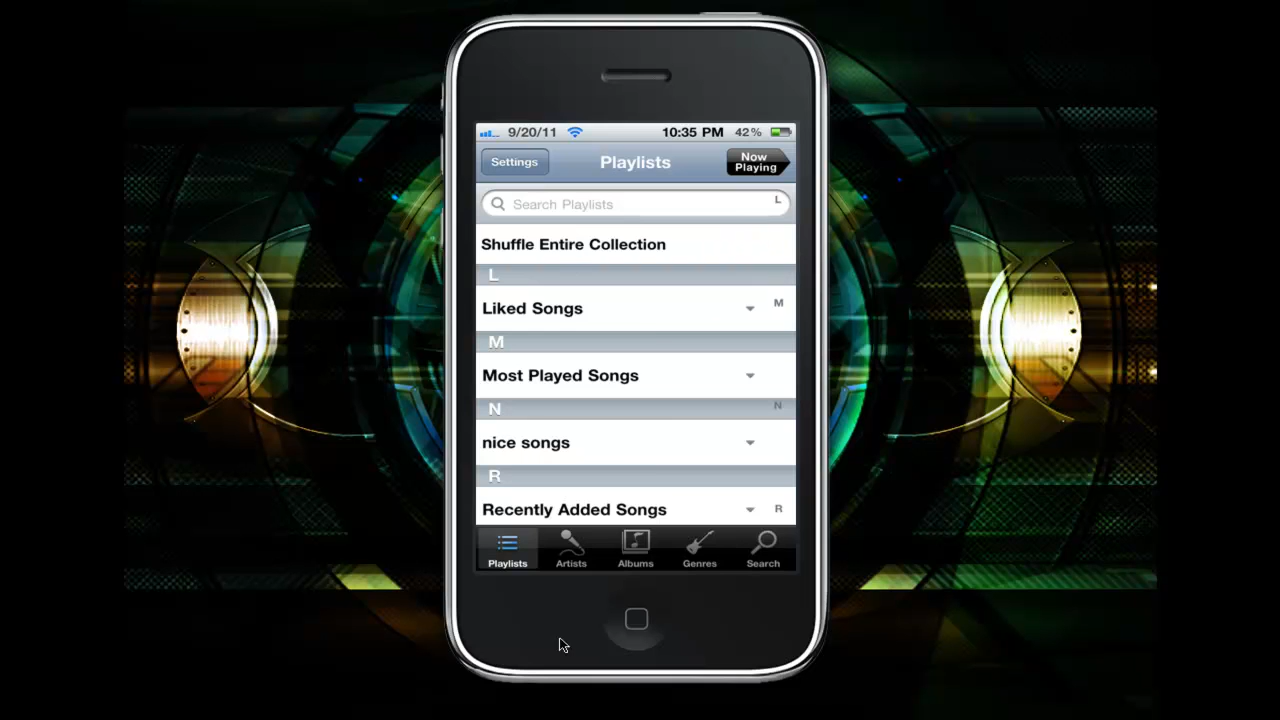 9/20/11 10:35 PM 42%
Settings Playlists Now Playing
Search Playlists L
Shuffle Entire Collection
L
Liked Songs M
M
Most Played Songs
N N
nice songs
R
Recently Added Songs R
Playlists Artists Albums Genres Search